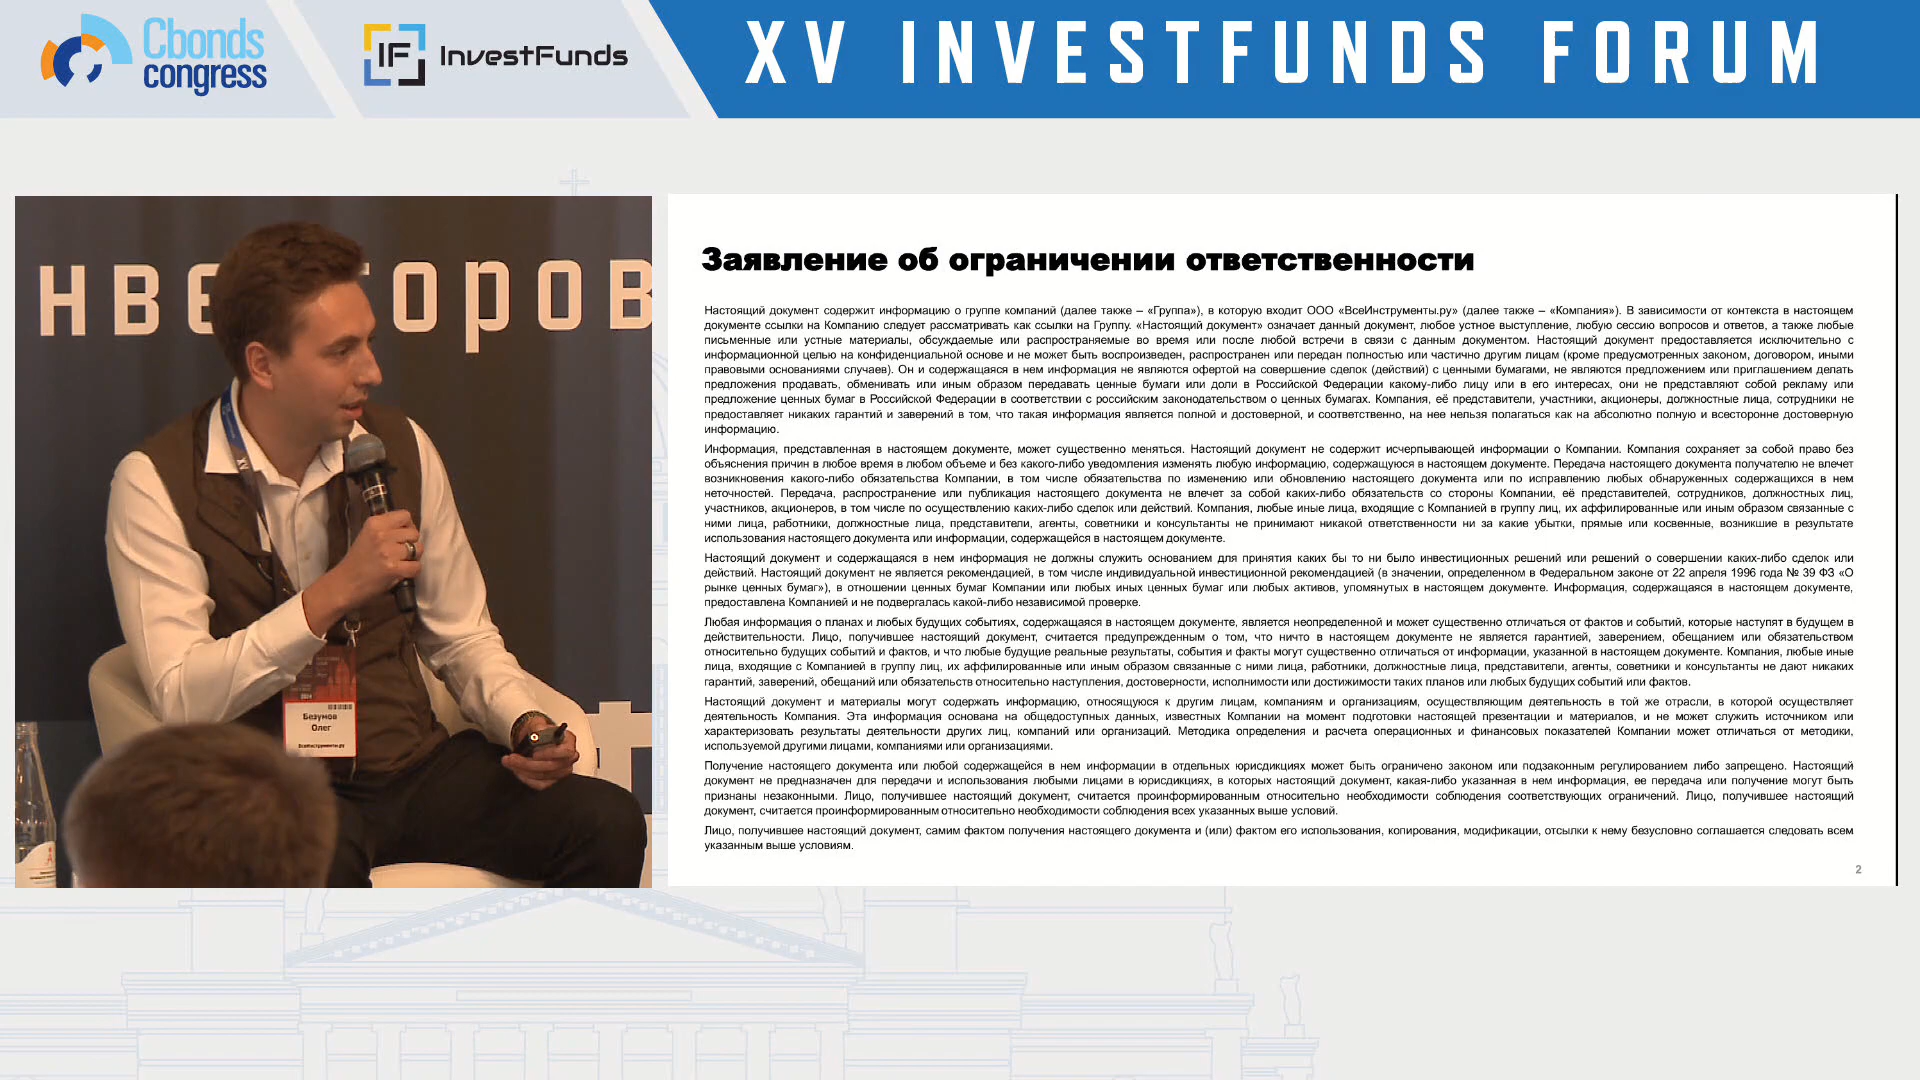 Cbonds
congress
IF InvestFunds
XV INVESTFUNDS FORUM
нве торов
Безумов
Олег
ВсеИнструменты.ру
Заявление об ограничении ответственности
Настоящий документ содержит информацию о группе компаний (далее также – «Группа»), в которую входит ООО «ВсеИнструменты.ру» (далее также – «Компания»). В зависимости от контекста в настоящем
документе ссылки на Компанию следует рассматривать как ссылки на Группу. «Настоящий документ» означает данный документ, любое устное выступление, любую сессию вопросов и ответов, а также любые
письменные или устные материалы, обсуждаемые или распространяемые во время или после любой встречи в связи с данным документом. Настоящий документ предоставляется исключительно с
информационной целью на конфиденциальной основе и не может быть воспроизведен, распространен или передан полностью или частично другим лицам (кроме предусмотренных законом, договором, иными
правовыми основаниями случаев). Он и содержащаяся в нем информация не являются офертой на совершение сделок (действий) с ценными бумагами, не являются предложением или приглашением делать
предложения продавать, обменивать или иным образом передавать ценные бумаги или доли в Российской Федерации какому-либо лицу или в его интересах, они не представляют собой рекламу или
предложение ценных бумаг в Российской Федерации в соответствии с российским законодательством о ценных бумагах. Компания, её представители, участники, акционеры, должностные лица, сотрудники не
предоставляет никаких гарантий и заверений в том, что такая информация является полной и достоверной, и соответственно, на нее нельзя полагаться как на абсолютно полную и всесторонне достоверную
информацию.
Информация, представленная в настоящем документе, может существенно меняться. Настоящий документ не содержит исчерпывающей информации о Компании. Компания сохраняет за собой право без
объяснения причин в любое время в любом объеме и без какого-либо уведомления изменять любую информацию, содержащуюся в настоящем документе. Передача настоящего документа получателю не влечет
возникновения какого-либо обязательства Компании, в том числе обязательства по изменению или обновлению настоящего документа или по исправлению любых обнаруженных содержащихся в нем
неточностей. Передача, распространение или публикация настоящего документа не влечет за собой каких-либо обязательств со стороны Компании, её представителей, сотрудников, должностных лиц,
участников, акционеров, в том числе по осуществлению каких-либо сделок или действий. Компания, любые иные лица, входящие с Компанией в группу лиц, их аффилированные или иным образом связанные с
ними лица, работники, должностные лица, представители, агенты, советники и консультанты не принимают никакой ответственности ни за какие убытки, прямые или косвенные, возникшие в результате
использования настоящего документа или информации, содержащейся в настоящем документе.
Настоящий документ и содержащаяся в нем информация не должны служить основанием для принятия каких бы то ни было инвестиционных решений или решений о совершении каких-либо сделок или
действий. Настоящий документ не является рекомендацией, в том числе индивидуальной инвестиционной рекомендацией (в значении, определенном в Федеральном законе от 22 апреля 1996 года № 39 ФЗ «О
рынке ценных бумаг»), в отношении ценных бумаг Компании или любых иных ценных бумаг или любых активов, упомянутых в настоящем документе. Информация, содержащаяся в настоящем документе,
предоставлена Компанией и не подвергалась какой-либо независимой проверке.
Любая информация о планах и любых будущих событиях, содержащаяся в настоящем документе, является неопределенной и может существенно отличаться от фактов и событий, которые наступят в будущем в
действительности. Лицо, получившее настоящий документ, считается предупрежденным о том, что ничто в настоящем документе не является гарантией, заверением, обещанием или обязательством
относительно будущих событий и фактов, и что любые будущие реальные результаты, события и факты могут существенно отличаться от информации, указанной в настоящем документе. Компания, любые иные
лица, входящие с Компанией в группу лиц, их аффилированные или иным образом связанные с ними лица, работники, должностные лица, представители, агенты, советники и консультанты не дают никаких
гарантий, заверений, обещаний или обязательств относительно наступления, достоверности, исполнимости или достижимости таких планов или любых будущих событий или фактов.
Настоящий документ и материалы могут содержать информацию, относящуюся к другим лицам, компаниям и организациям, осуществляющим деятельность в той же отрасли, в которой осуществляет
деятельность Компания. Эта информация основана на общедоступных данных, известных Компании на момент подготовки настоящей презентации и материалов, и не может служить источником или
характеризовать результаты деятельности других лиц, компаний или организаций. Методика определения и расчета операционных и финансовых показателей Компании может отличаться от методики,
используемой другими лицами, компаниями или организациями.
Получение настоящего документа или любой содержащейся в нем информации в отдельных юрисдикциях может быть ограничено законом или подзаконным регулированием либо запрещено. Настоящий
документ не предназначен для передачи и использования любыми лицами в юрисдикциях, в которых настоящий документ, какая-либо указанная в нем информация, ее передача или получение могут быть
признаны незаконными. Лицо, получившее настоящий документ, считается проинформированным относительно необходимости соблюдения соответствующих ограничений. Лицо, получившее настоящий
документ, считается проинформированным относительно необходимости соблюдения всех указанных выше условий.
Лицо, получившее настоящий документ, самим фактом получения настоящего документа и (или) фактом его использования, копирования, модификации, отсылки к нему безусловно соглашается следовать всем
указанным выше условиям.
2